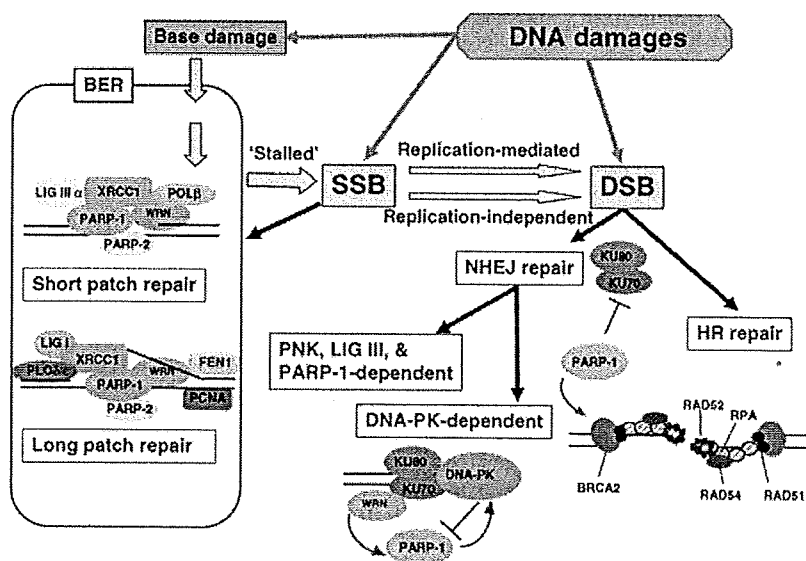 Base damage
DNA damages
BER
'Stalled'
Replication-mediated
SSB
DSB
Replication-independent
LIG III α
XRCC1
POLβ
PARP-1
WRN
PARP-2
Short patch repair
NHEJ repair
KU80
KU70
HR repair
LIG I
XRCC1
WRN
FEN1
PARP-1
PARP-2
PCNA
Long patch repair
PNK, LIG III, &
PARP-1-dependent
PARP-1
DNA-PK-dependent
KU80
KU70
DNA-PK
WRN
PARP-1
RAD52
RPA
BRCA2
RAD54
RAD51